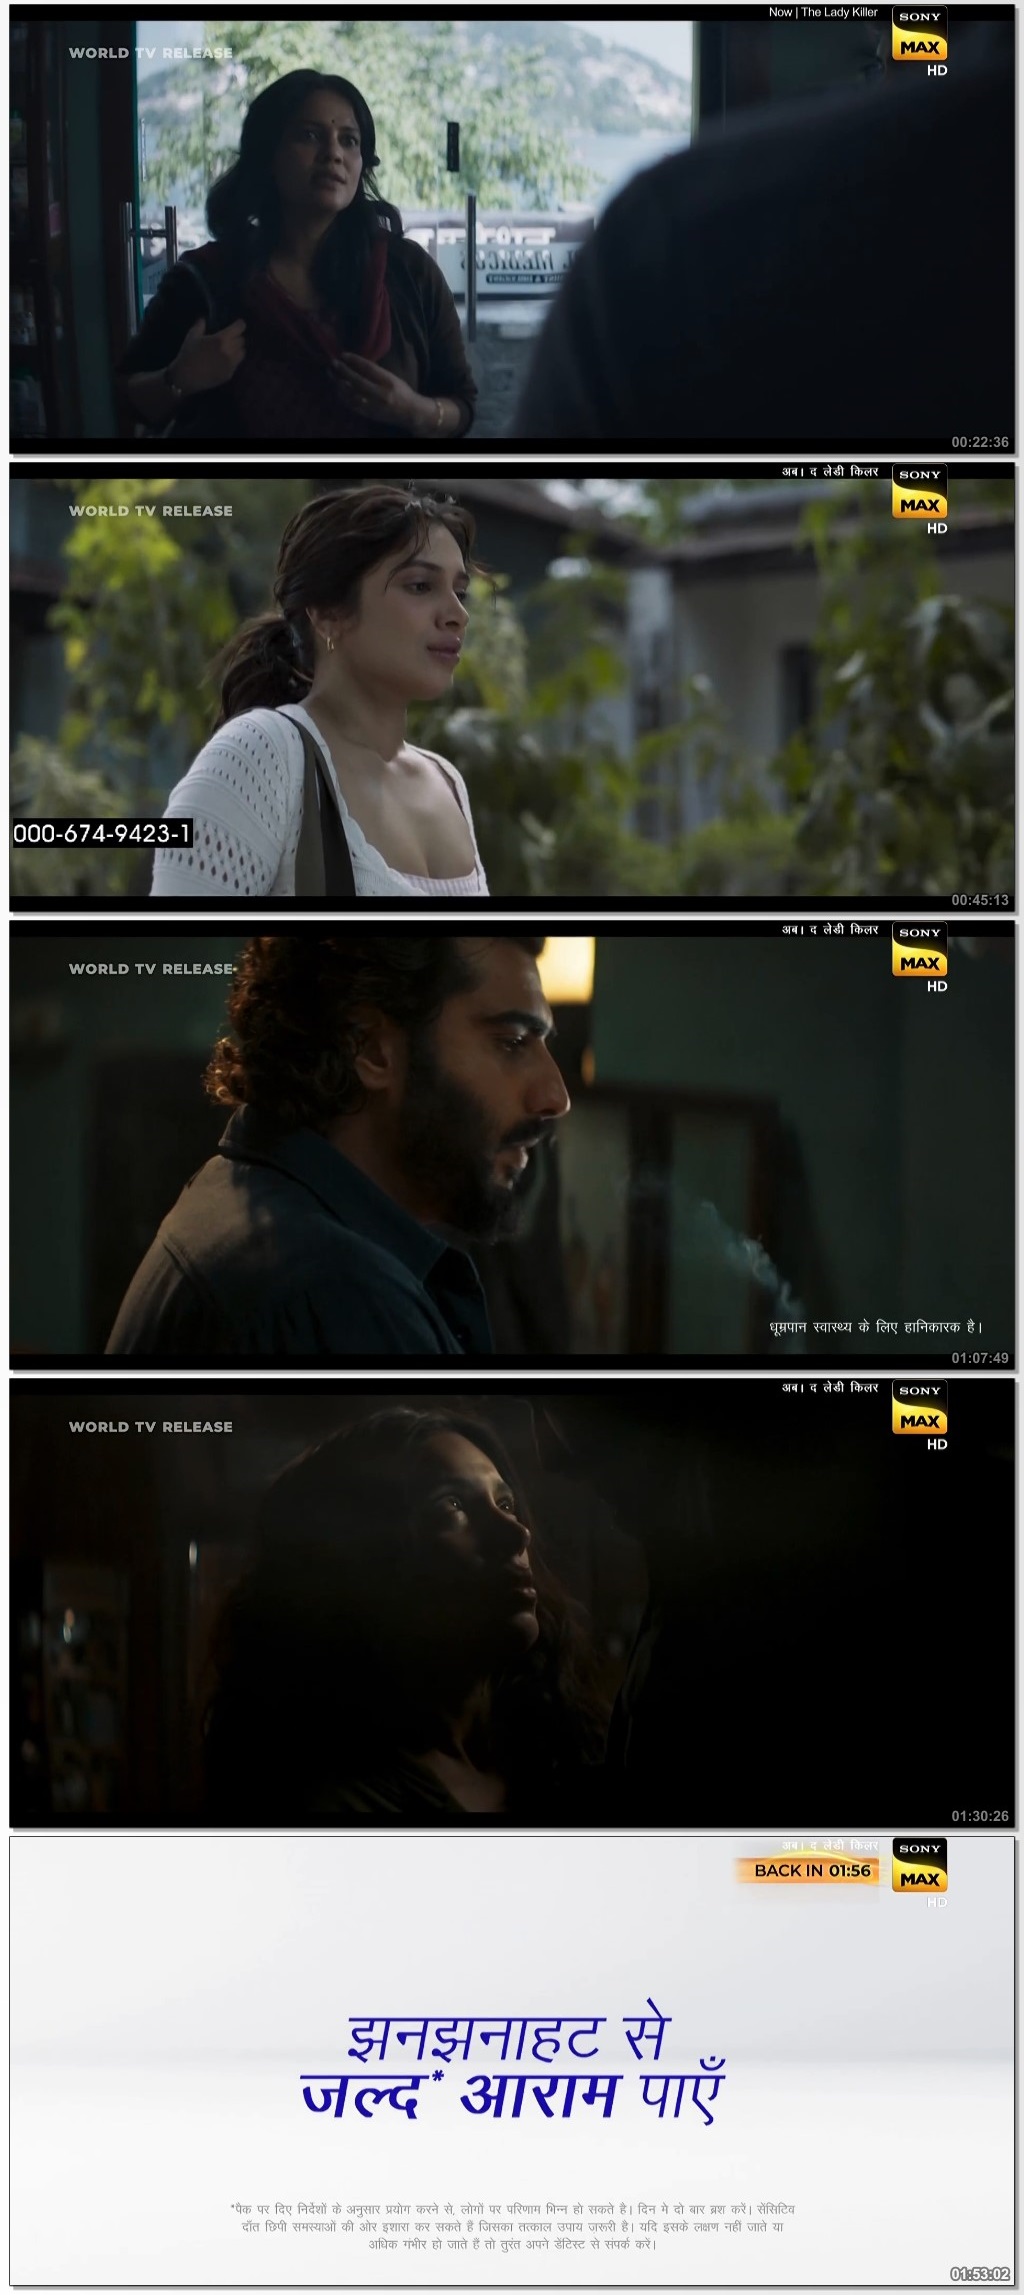 Now | The Lady Killer
SONY
MAX
HD
WORLD TV RELEASE
00:22:36
अब। द लेडी किलर
SONY
MAX
HD
WORLD TV RELEASE
000-674-9423-1
00:45:13
अब। द लेडी किलर
SONY
MAX
HD
WORLD TV RELEASE
धूम्रपान स्वास्थ्य के लिए हानिकारक है।
01:07:49
अब। द लेडी किलर
SONY
MAX
HD
WORLD TV RELEASE
01:30:26
अब। द लेडी किलर
SONY
BACK IN 01:56
MAX
HD
झनझनाहट से
जल्द* आराम पाएँ
*पैक पर दिए निर्देशों के अनुसार प्रयोग करने से, लोगों पर परिणाम भिन्न हो सकते है। दिन मे दो बार ब्रश करें। सेंसिटिव
दाँत छिपी समस्याओं की ओर इशारा कर सकते हैं जिसका तत्काल उपाय जरूरी है। यदि इसके लक्षण नहीं जाते या
अधिक गंभीर हो जाते हैं तो तुरंत अपने डेंटिस्ट से संपर्क करें।
01:53:02